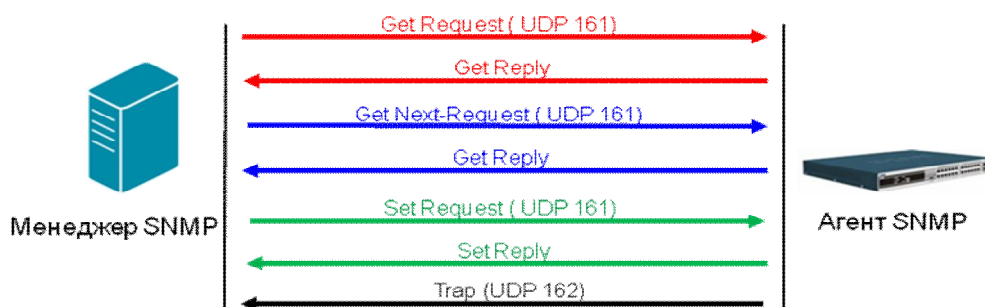 Get Request ( UDP 161)
Get Reply
Get Next-Request ( UDP 161)
Get Reply
Set Request ( UDP 161)
Set Reply
Trap (UDP 162)
Менеджер SNMP
Агент SNMP